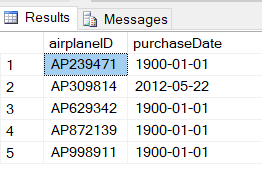 Results Messages
airplaneID purchaseDate
1 AP239471 1900-01-01
2 AP309814 2012-05-22
3 AP629342 1900-01-01
4 AP872139 1900-01-01
5 AP998911 1900-01-01